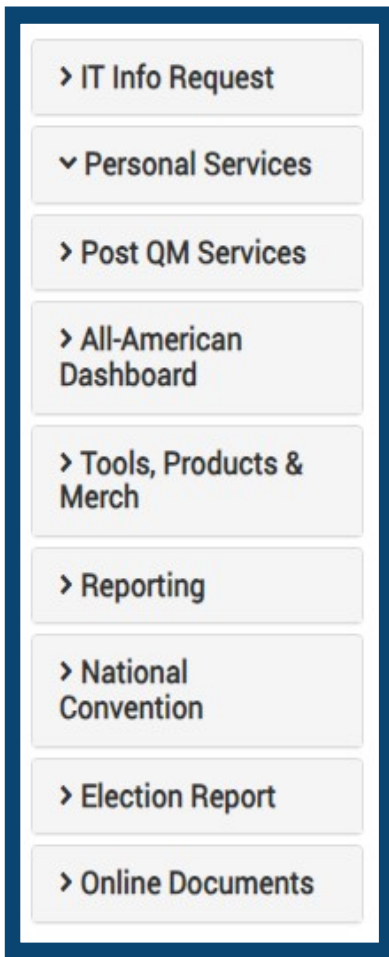 IT Info Request
Personal Services
Post QM Services
All-American
Dashboard
Tools, Products &
Merch
Reporting
National
Convention
Election Report
Online Documents